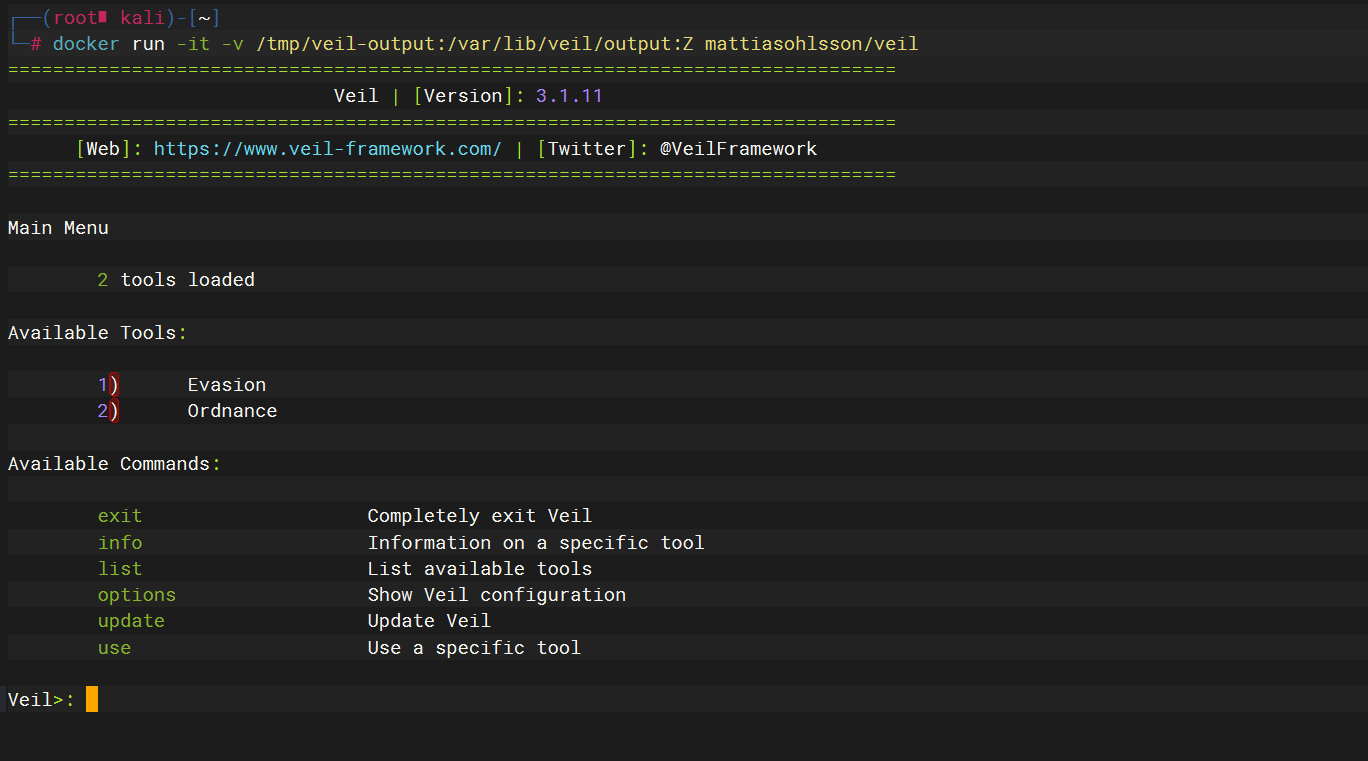 ┌──(root∎ kali)-[~]
└─# docker run -it -v /tmp/veil-output:/var/lib/veil/output:Z mattiasohlsson/veil
===============================================================================
Veil | [Version]: 3.1.11
===============================================================================
[Web]: https://www.veil-framework.com/ | [Twitter]: @VeilFramework
===============================================================================
Main Menu
2 tools loaded
Available Tools:
1) Evasion
2) Ordnance
Available Commands:
exit Completely exit Veil
info Information on a specific tool
list List available tools
options Show Veil configuration
update Update Veil
use Use a specific tool
Veil>: